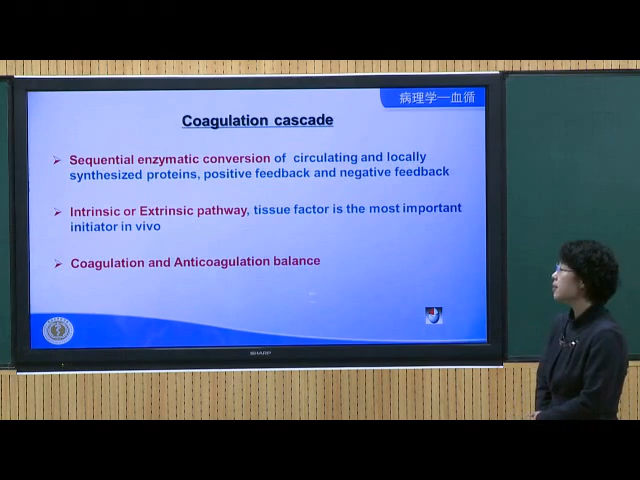 病理学—血循
Coagulation cascade
Sequential enzymatic conversion of circulating and locally
synthesized proteins, positive feedback and negative feedback
Intrinsic or Extrinsic pathway, tissue factor is the most important
initiator in vivo
Coagulation and Anticoagulation balance
SHARP